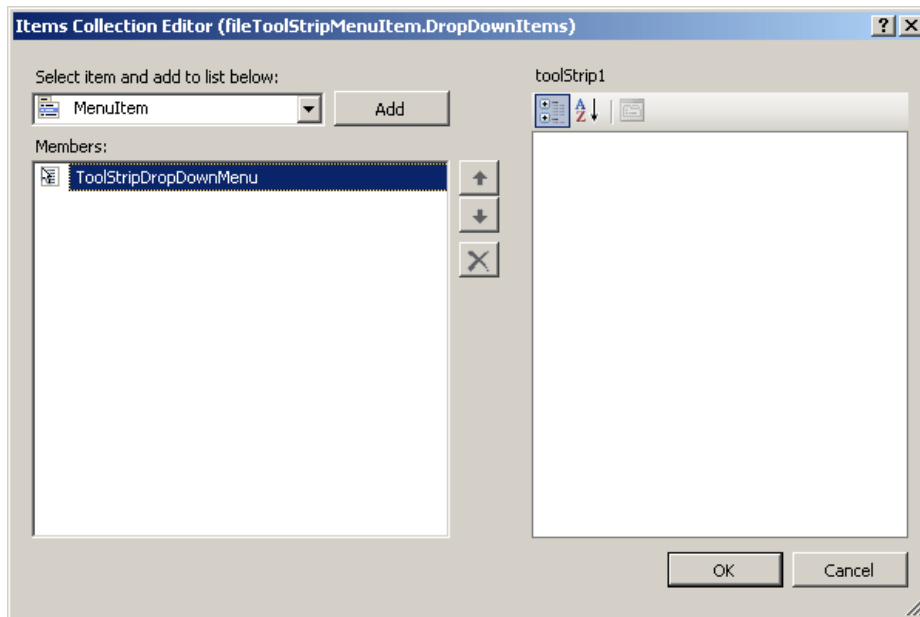 Items Collection Editor (fileToolStripMenuItem.DropDownItems)
Select item and add to list below:
toolStrip1
MenuItem
Add
Members:
ToolStripDropDownMenu
OK
Cancel